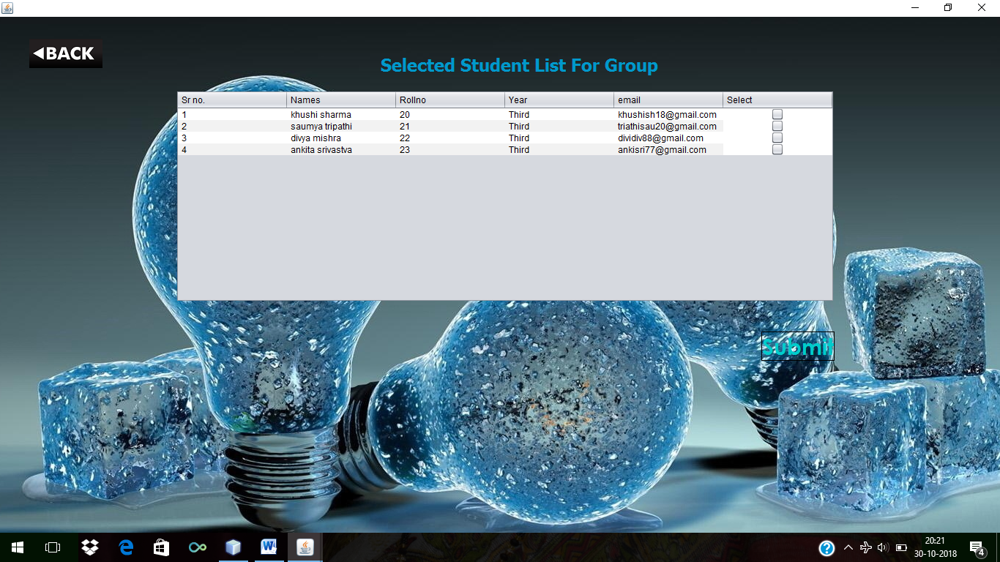 BACK
Selected Student List For Group
Sr no. Names Rollno Year email Select
1 khushi sharma 20 Third khushish18@gmail.com
2 saumya tripathi 21 Third triathisau20@gmail.com
3 divya mishra 22 Third dividiv88@gmail.com
4 ankita srivastva 23 Third ankisri77@gmail.com
Submit
20:21
30-10-2018
4